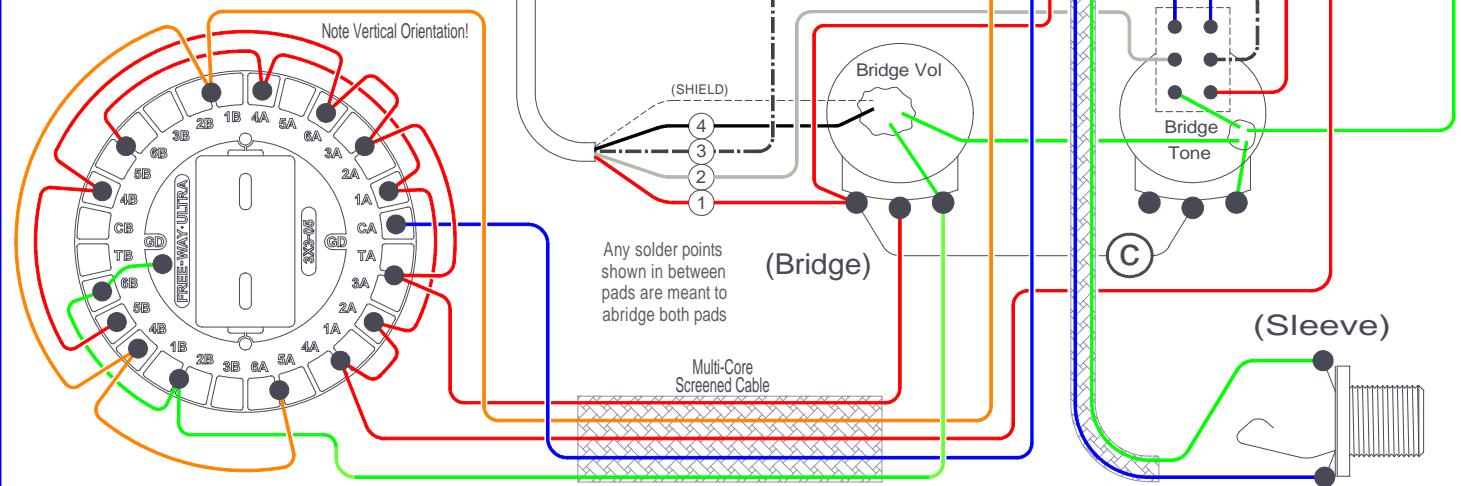 Note Vertical Orientation!
1B
4A
5A
6A
3A
2A
1A
CA
TA
3A
2A
1A
4A
5A
6A
3B
2B
1B
4B
5B
6B
TB
CB
4B
5B
6B
3B
2B
GD
GD
FREE-WAY-ULTRA
3X3-05
(SHIELD)
4
3
2
1
Bridge Vol
Bridge
Tone
(Bridge)
C
Any solder points
shown in between
pads are meant to
abridge both pads
Multi-Core
Screened Cable
(Sleeve)